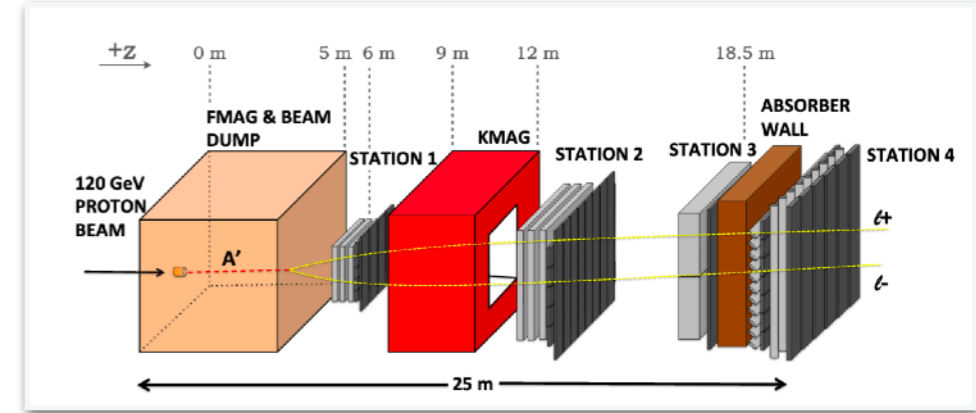 +z
0 m
5 m
6 m
9 m
12 m
18.5 m
FMAG & BEAM
DUMP
STATION 1
KMAG
STATION 2
STATION 3
ABSORBER
WALL
STATION 4
120 GeV
PROTON
BEAM
A’
ℓ+
ℓ-
25 m